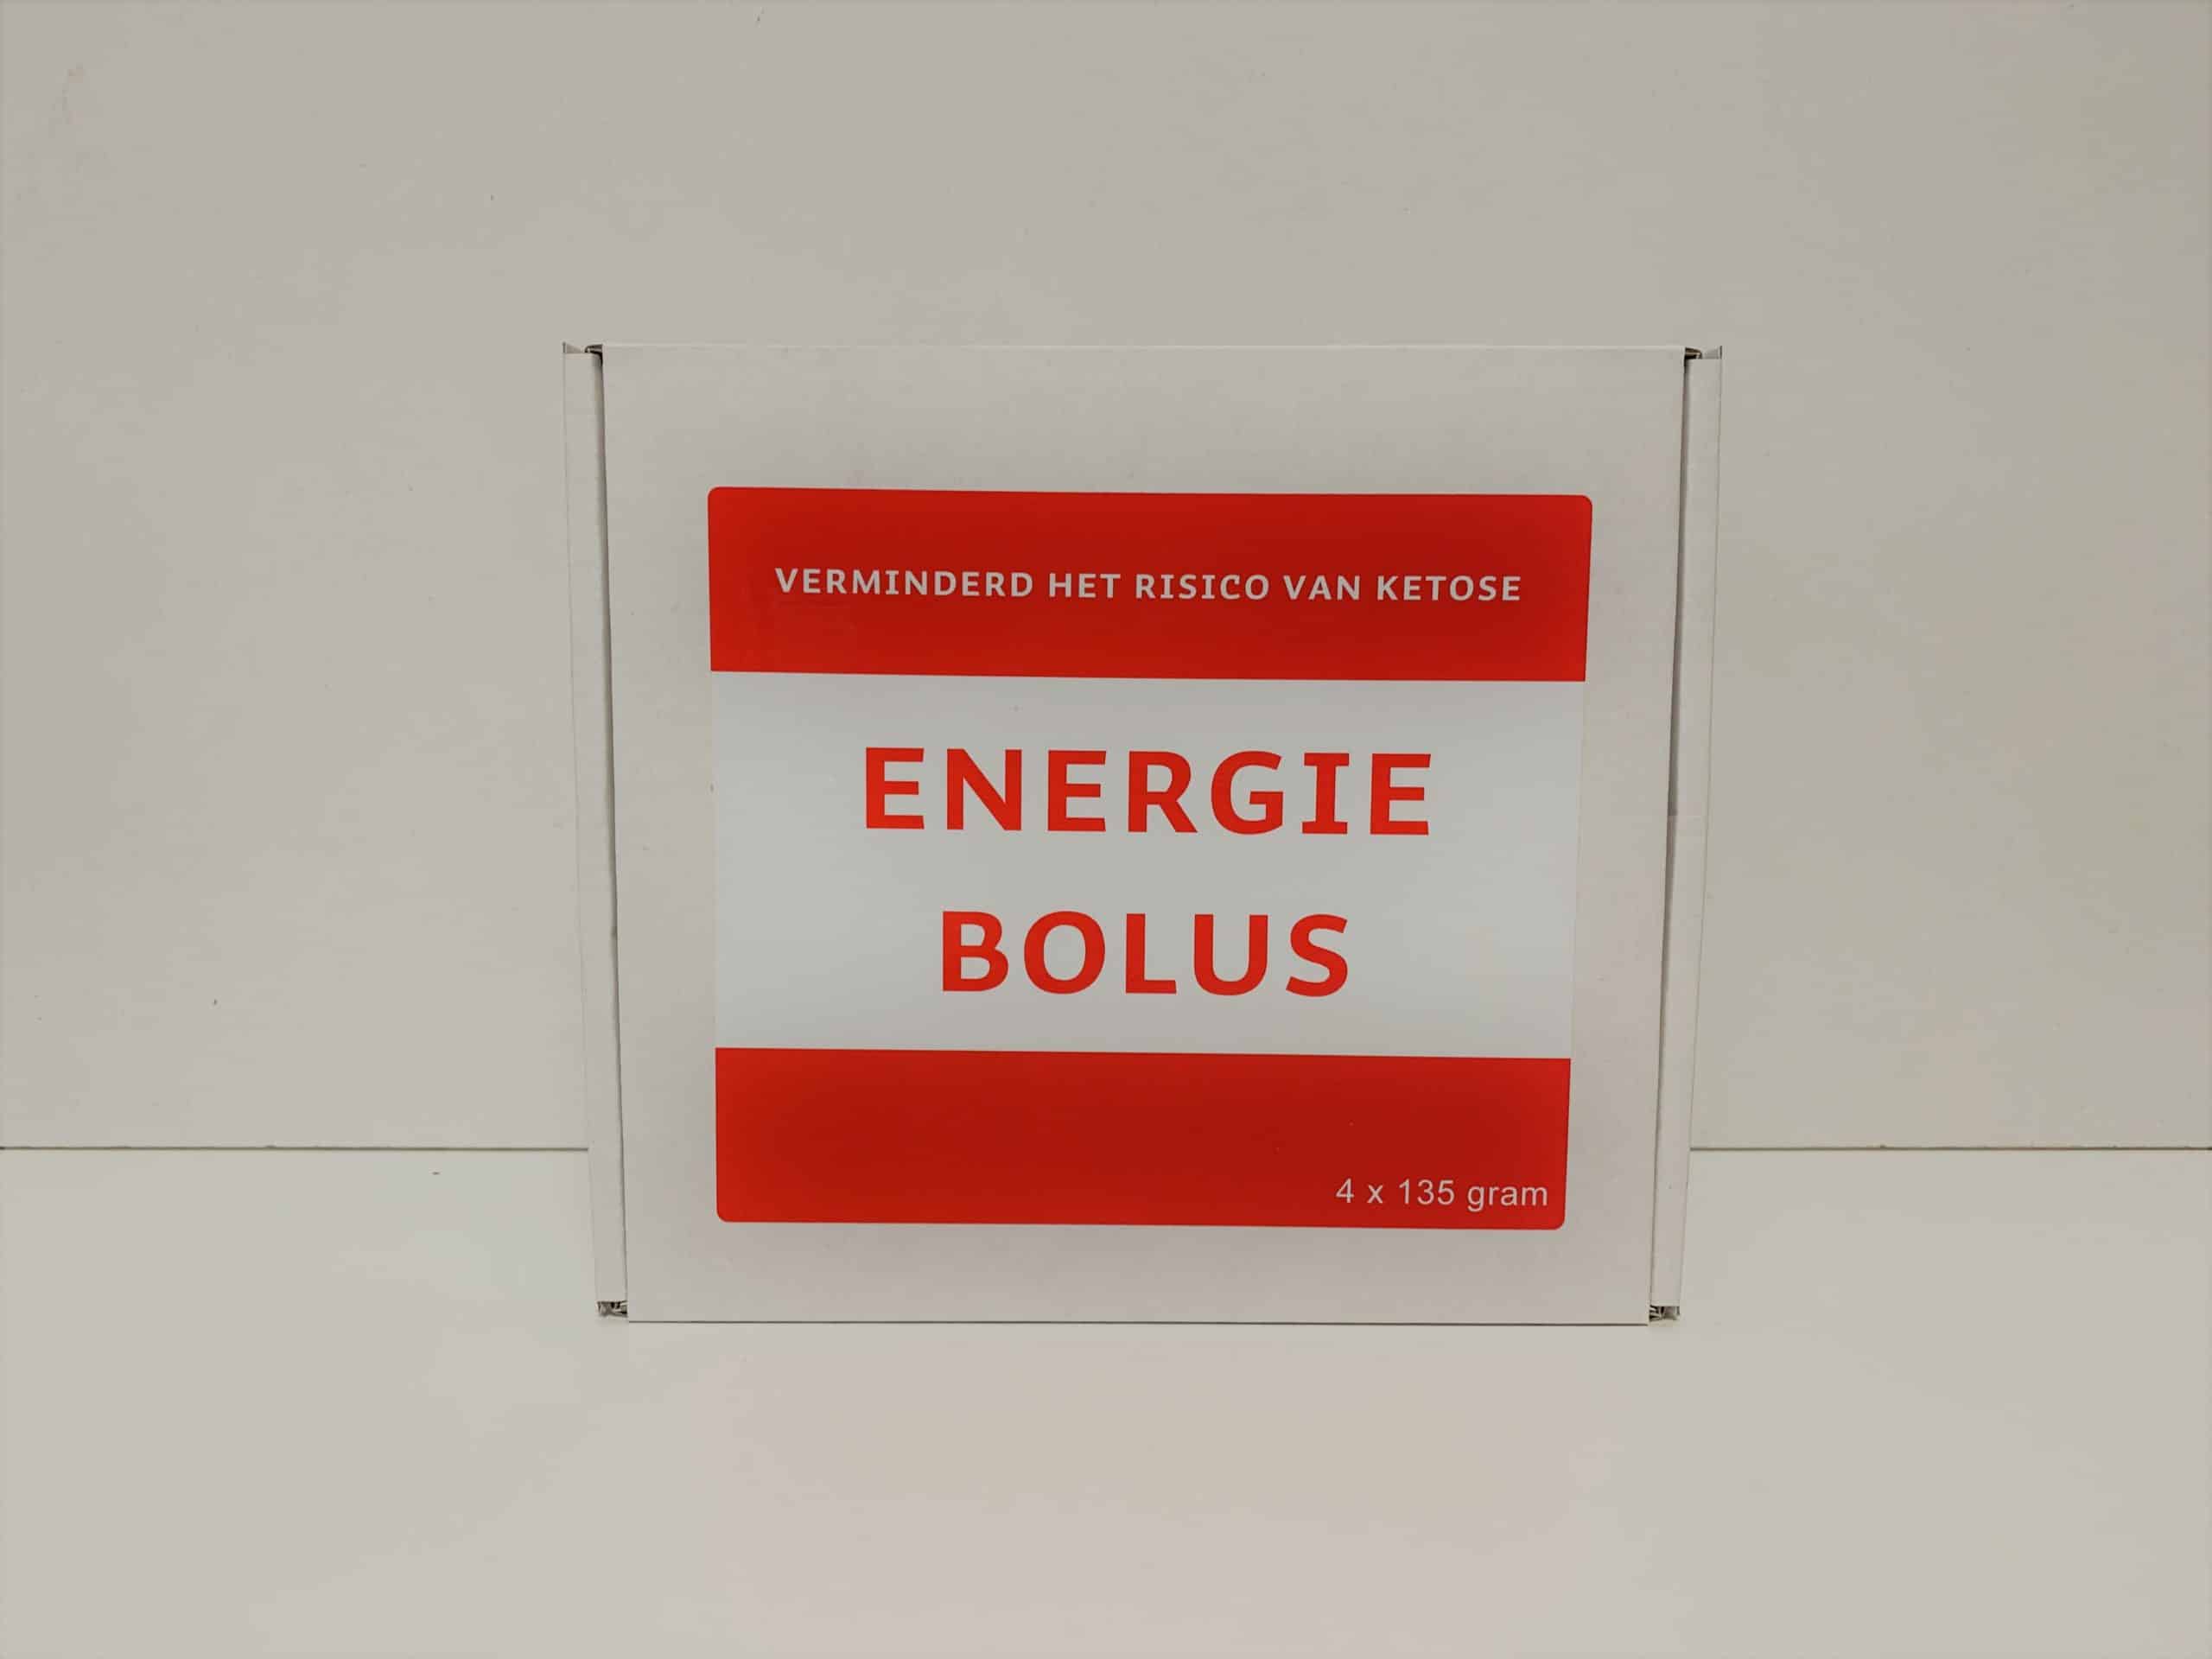 VERMINDERD HET RISICO VAN KETOSE
ENERGIE
BOLUS
4 x 135 gram